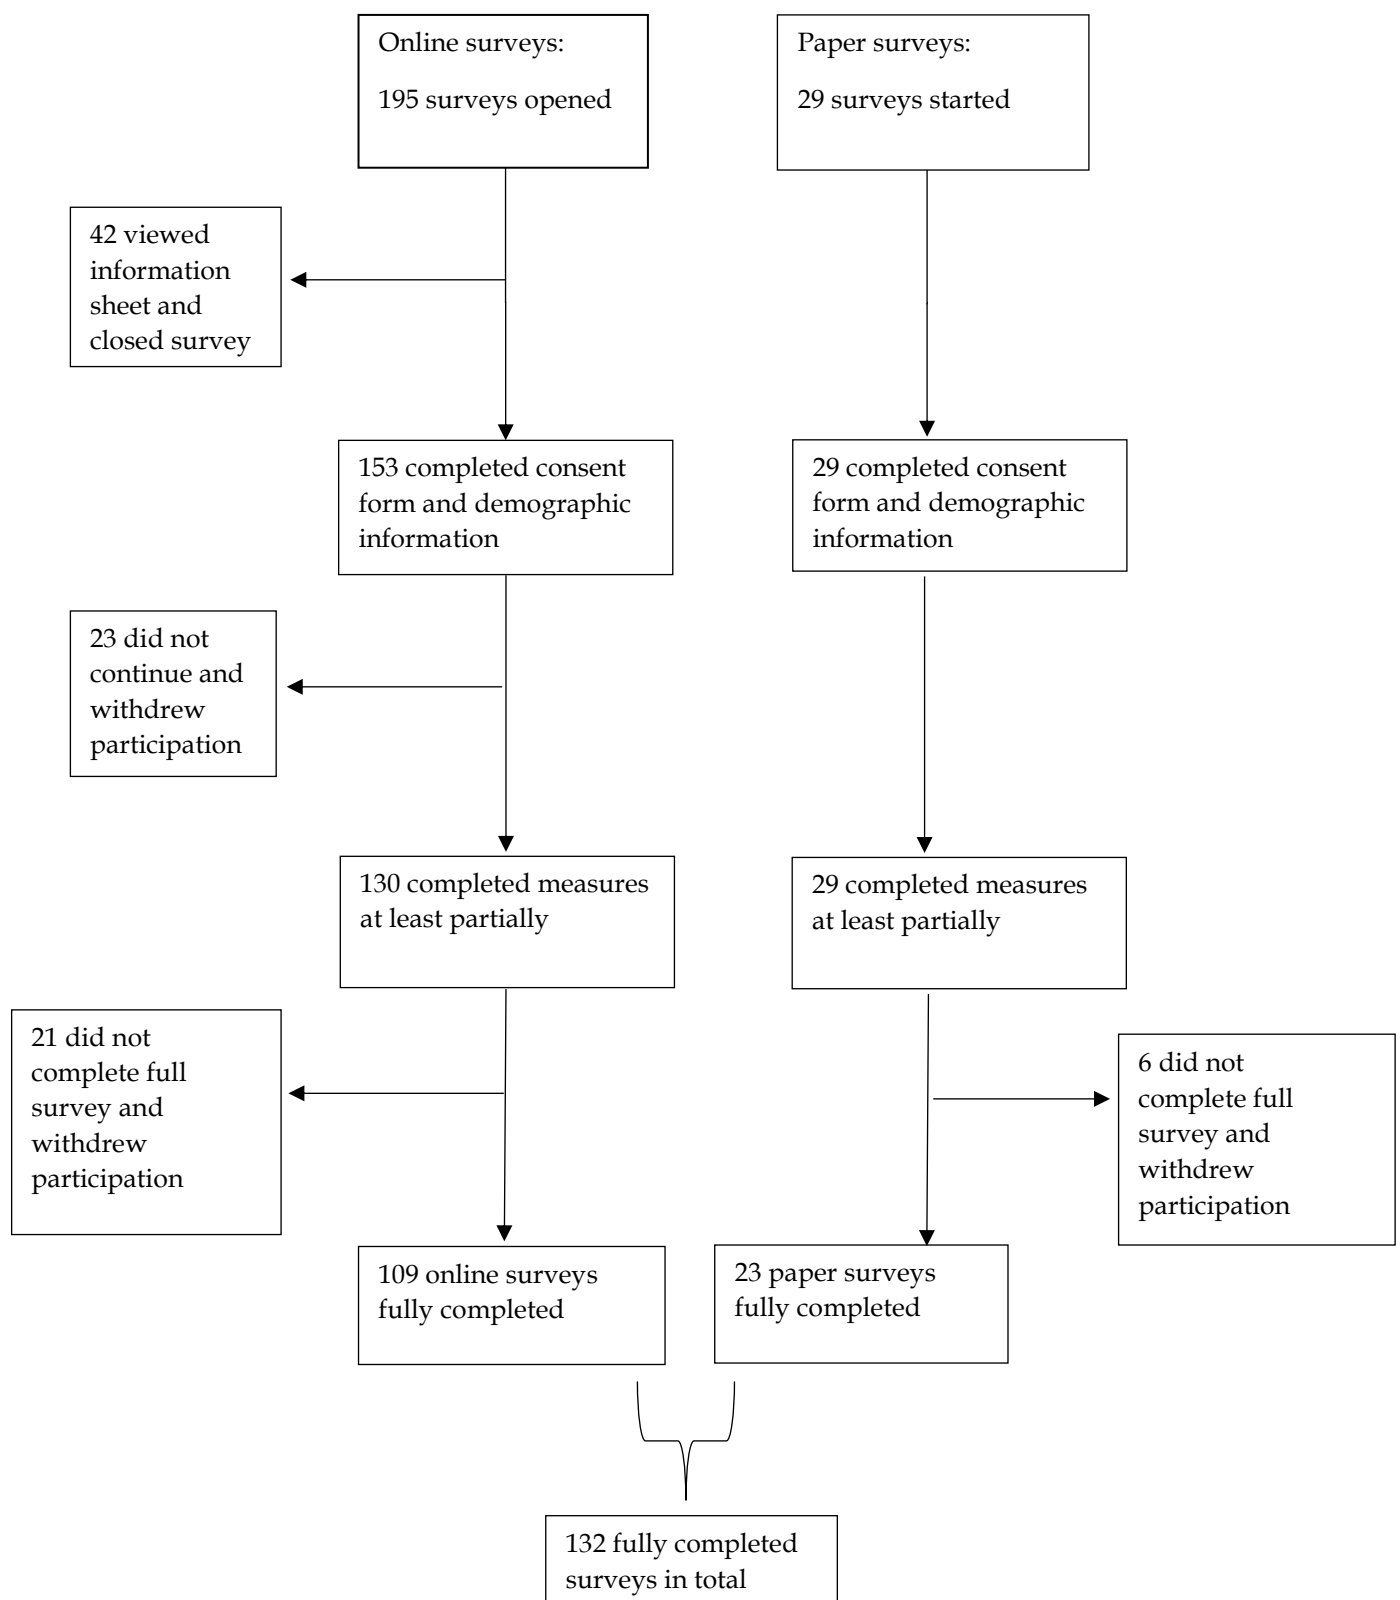 Online surveys:
195 surveys opened
Paper surveys:
29 surveys started
42 viewed
information
sheet and
closed survey
153 completed consent
form and demographic
information
29 completed consent
form and demographic
information
23 did not
continue and
withdrew
participation
130 completed measures
at least partially
29 completed measures
at least partially
21 did not
complete full
survey and
withdrew
participation
6 did not
complete full
survey and
withdrew
participation
109 online surveys
fully completed
23 paper surveys
fully completed
132 fully completed
surveys in total